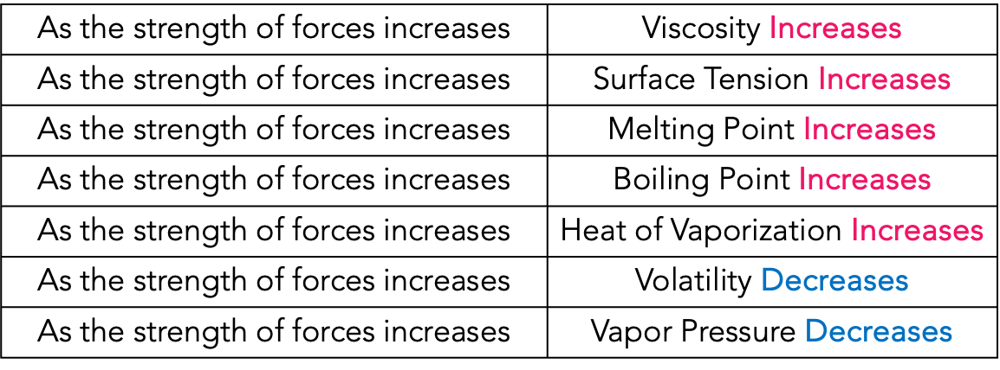 As the strength of forces increases Viscosity Increases
As the strength of forces increases Surface Tension Increases
As the strength of forces increases Melting Point Increases
As the strength of forces increases Boiling Point Increases
As the strength of forces increases Heat of Vaporization Increases
As the strength of forces increases Volatility Decreases
As the strength of forces increases Vapor Pressure Decreases